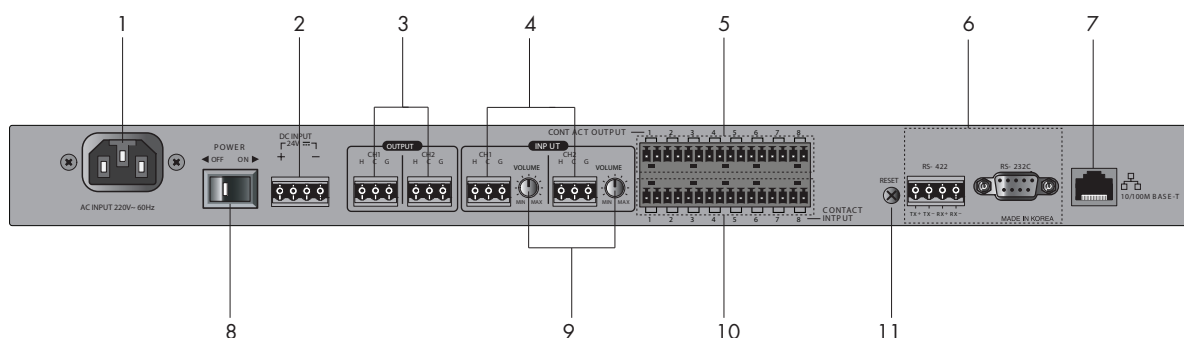 1 2 3 4 5 6 7
POWER
◀ OFF ON ▶
AC INPUT 220V~ 60Hz
DC INPUT
24V
+ −
OUTPUT
CH1 CH2
H C G H C G
INPUT
CH1 CH2
H C G H C G
VOLUME VOLUME
MIN MAX MIN MAX
CONTACT OUTPUT
1 2 3 4 5 6 7 8
1 2 3 4 5 6 7 8
CONTACT
INTPUT
RESET
RS- 422
TX+ TX− RX+ RX−
RS- 232C
MADE IN KOREA
10/100M BASE-T
8 9 10 11